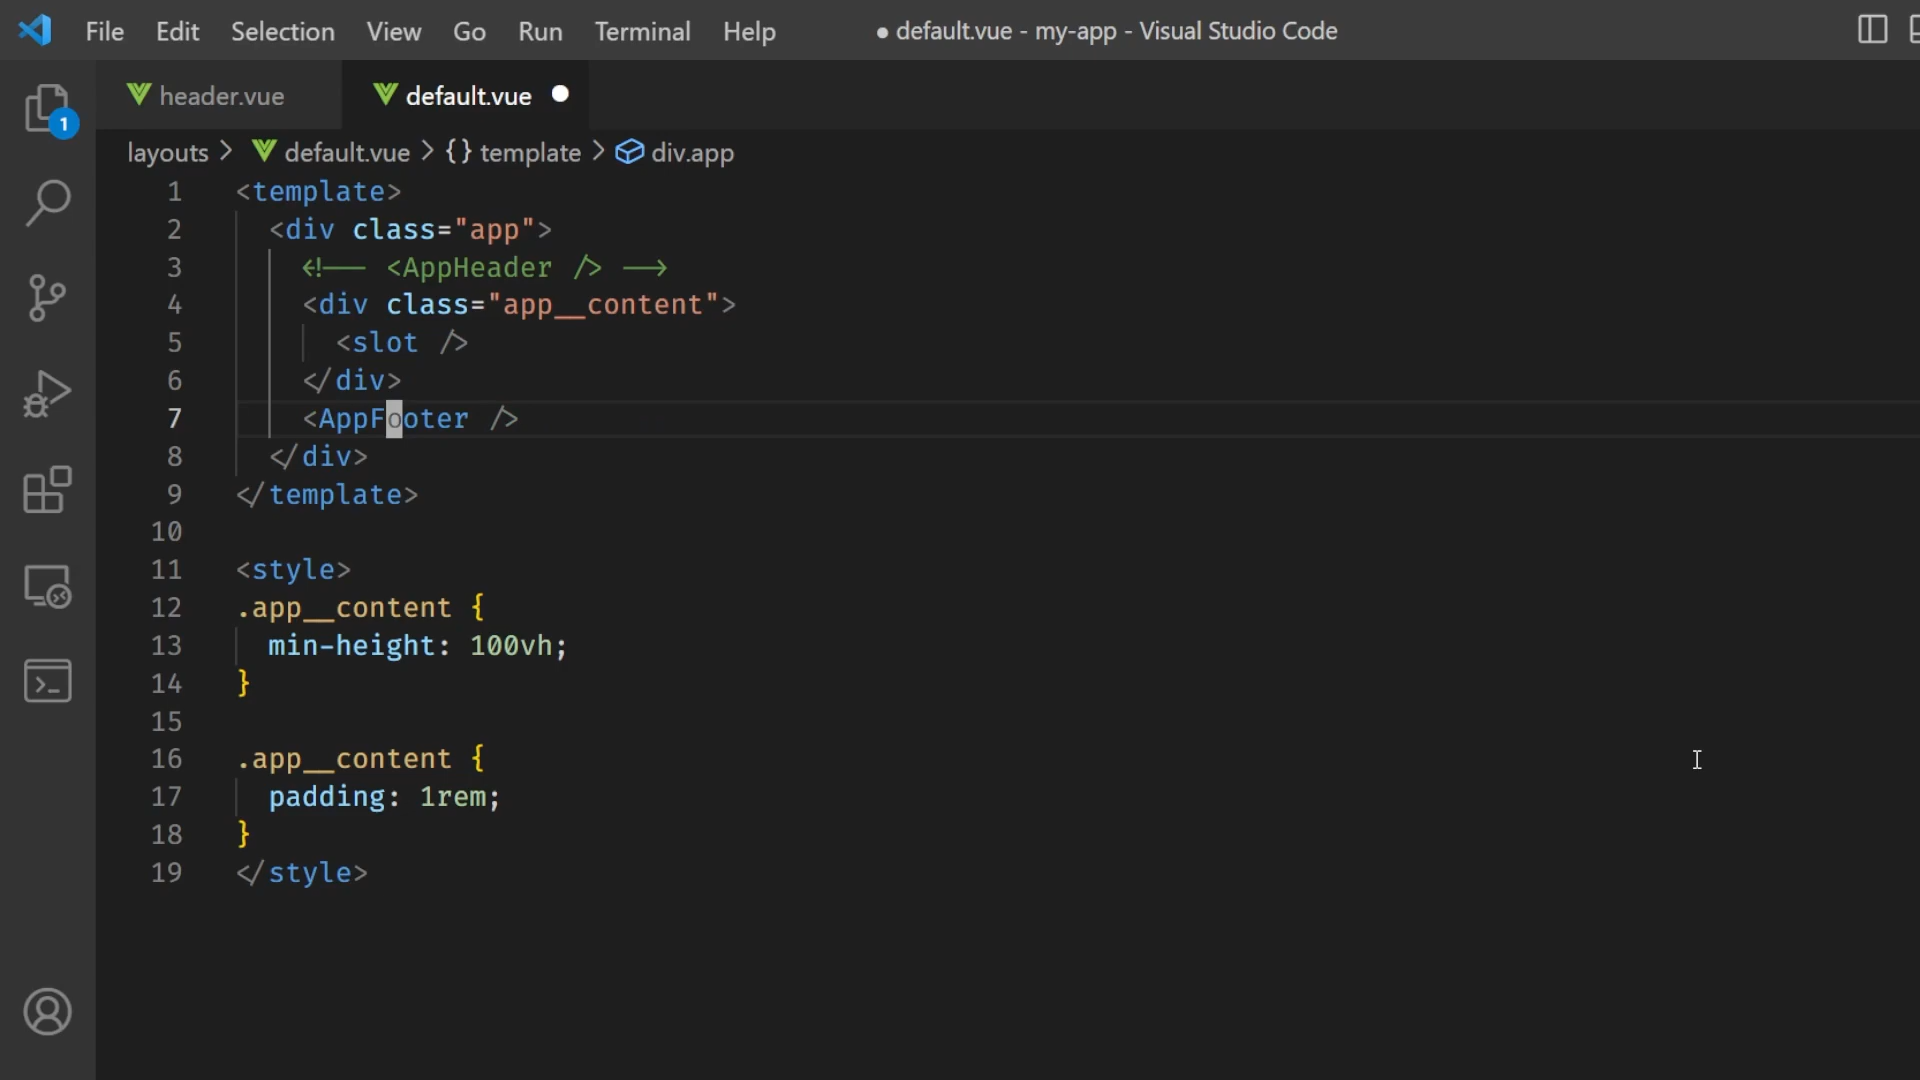 File Edit Selection View Go Run Terminal Help ● default.vue - my-app - Visual Studio Code
header.vue default.vue
1
layouts > default.vue > {} template > div.app
1 <template>
2 <div class="app">
3 <!-- <AppHeader /> -->
4 <div class="app__content">
5 <slot />
6 </div>
7 <AppFooter />
8 </div>
9 </template>
10
11 <style>
12 .app__content {
13 min-height: 100vh;
14 }
15
16 .app__content {
17 padding: 1rem;
18 }
19 </style>